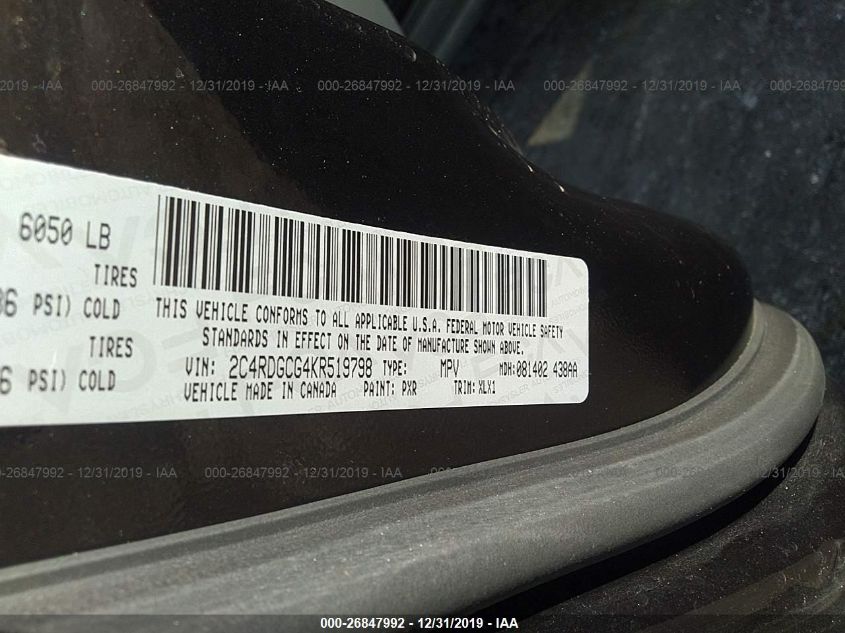 000-26847992 - 12/31/2019 - IAA
6050 LB
TIRES
PSI) COLD
TIRES
PSI) COLD
THIS VEHICLE CONFORMS TO ALL APPLICABLE U.S.A. FEDERAL MOTOR VEHICLE SAFETY
STANDARDS IN EFFECT ON THE DATE OF MANUFACTURE SHOWN ABOVE.
VIN: 2C4RDGCG4KR519798 TYPE: MPV MDH:081402 438AA
VEHICLE MADE IN CANADA PAINT: PXR TRIM: XLX1
000-26847992 - 12/31/2019 - IAA
000-26847992 - 12/31/2019 - IAA